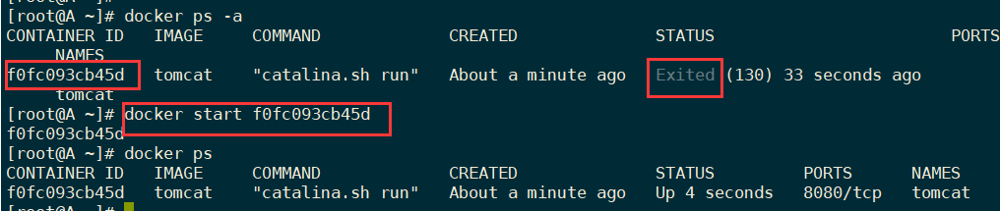 [root@A ~]# docker ps -a
CONTAINER ID   IMAGE     COMMAND             CREATED              STATUS                        PORTS
     NAMES
f0fc093cb45d   tomcat    "catalina.sh run"   About a minute ago   Exited (130) 33 seconds ago
     tomcat
[root@A ~]# docker start f0fc093cb45d
f0fc093cb45d
[root@A ~]# docker ps
CONTAINER ID   IMAGE     COMMAND             CREATED              STATUS         PORTS      NAMES
f0fc093cb45d   tomcat    "catalina.sh run"   About a minute ago   Up 4 seconds   8080/tcp   tomcat
[root@A ~]#